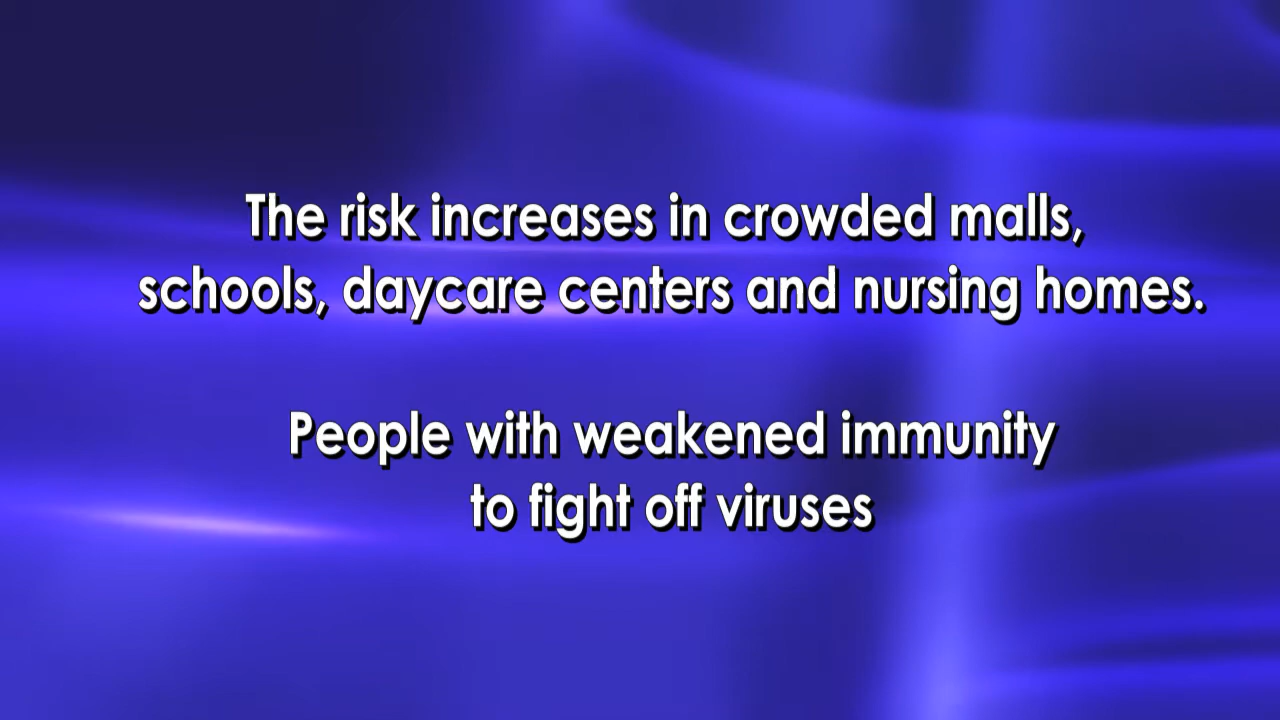 The risk increases in crowded malls,
schools, daycare centers and nursing homes.
People with weakened immunity
to fight off viruses